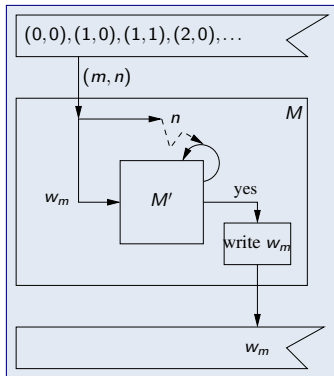 (0,0),(1,0),(1,1),(2,0),...
(m,n)
M
n
w_m
M′
yes
write w_m
w_m